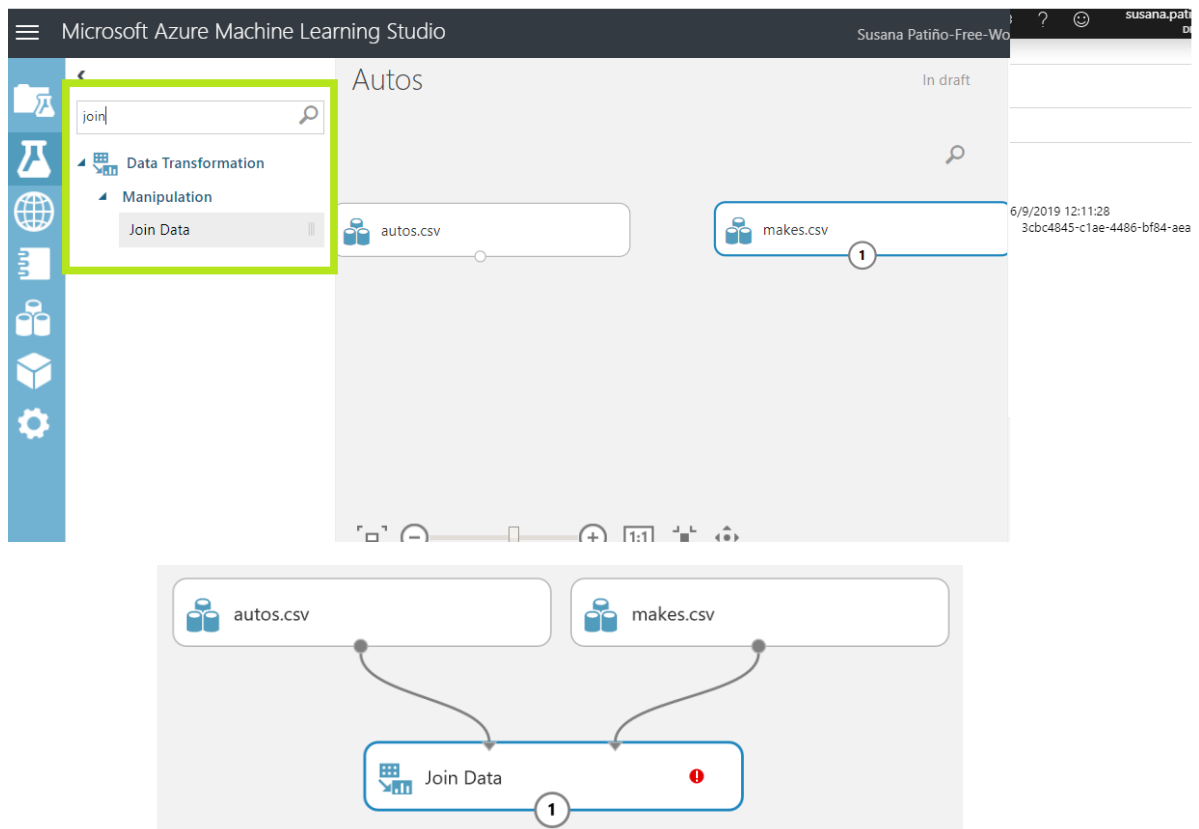 Microsoft Azure Machine Learning Studio
Susana Patiño-Free-Wo
?
susana.pati
join
Autos
In draft
Data Transformation
Manipulation
Join Data
autos.csv
makes.csv
1
6/9/2019 12:11:28
3cbc4845-c1ae-4486-bf84-aea
1:1
autos.csv
makes.csv
Join Data
!
1